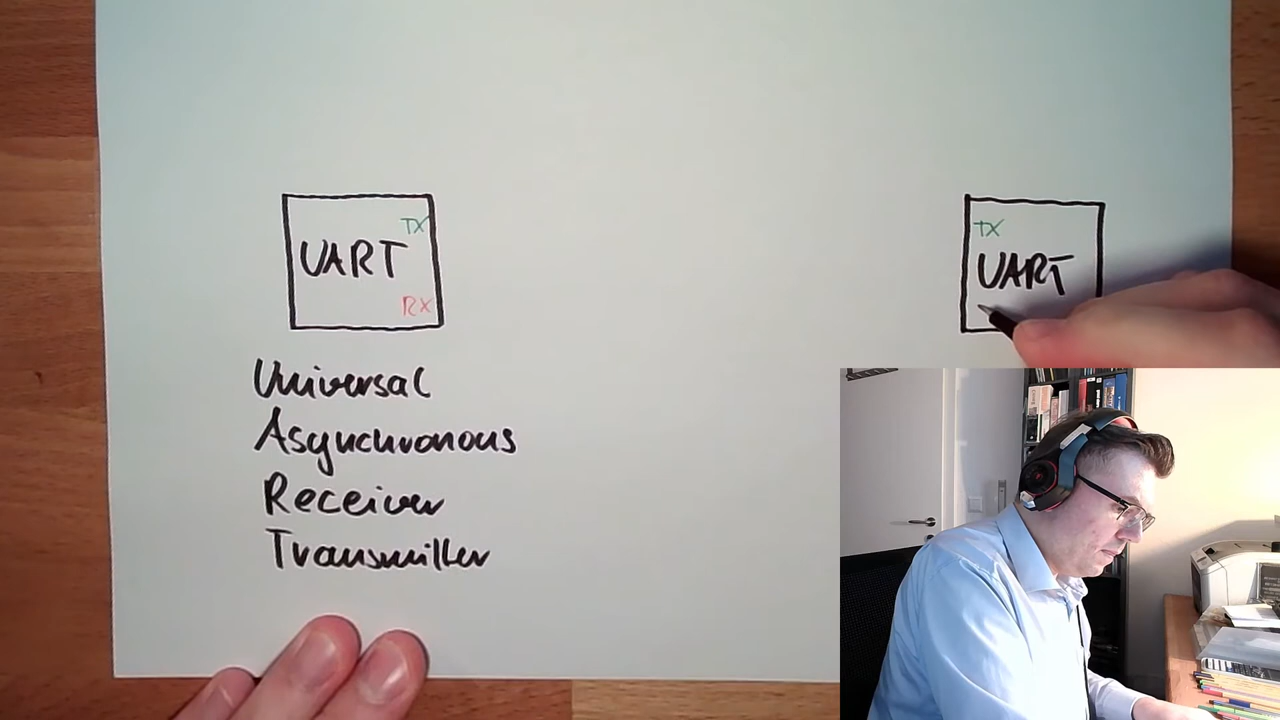 TX
UART
RX
TX
UART
Universal
Asynchronous
Receiver
Transmitter